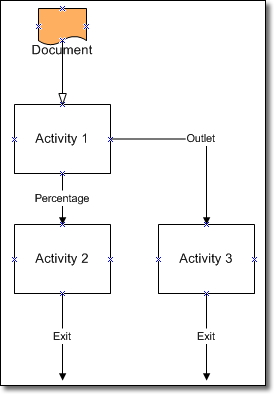 Document
Activity 1
Outlet
Percentage
Activity 2
Activity 3
Exit
Exit